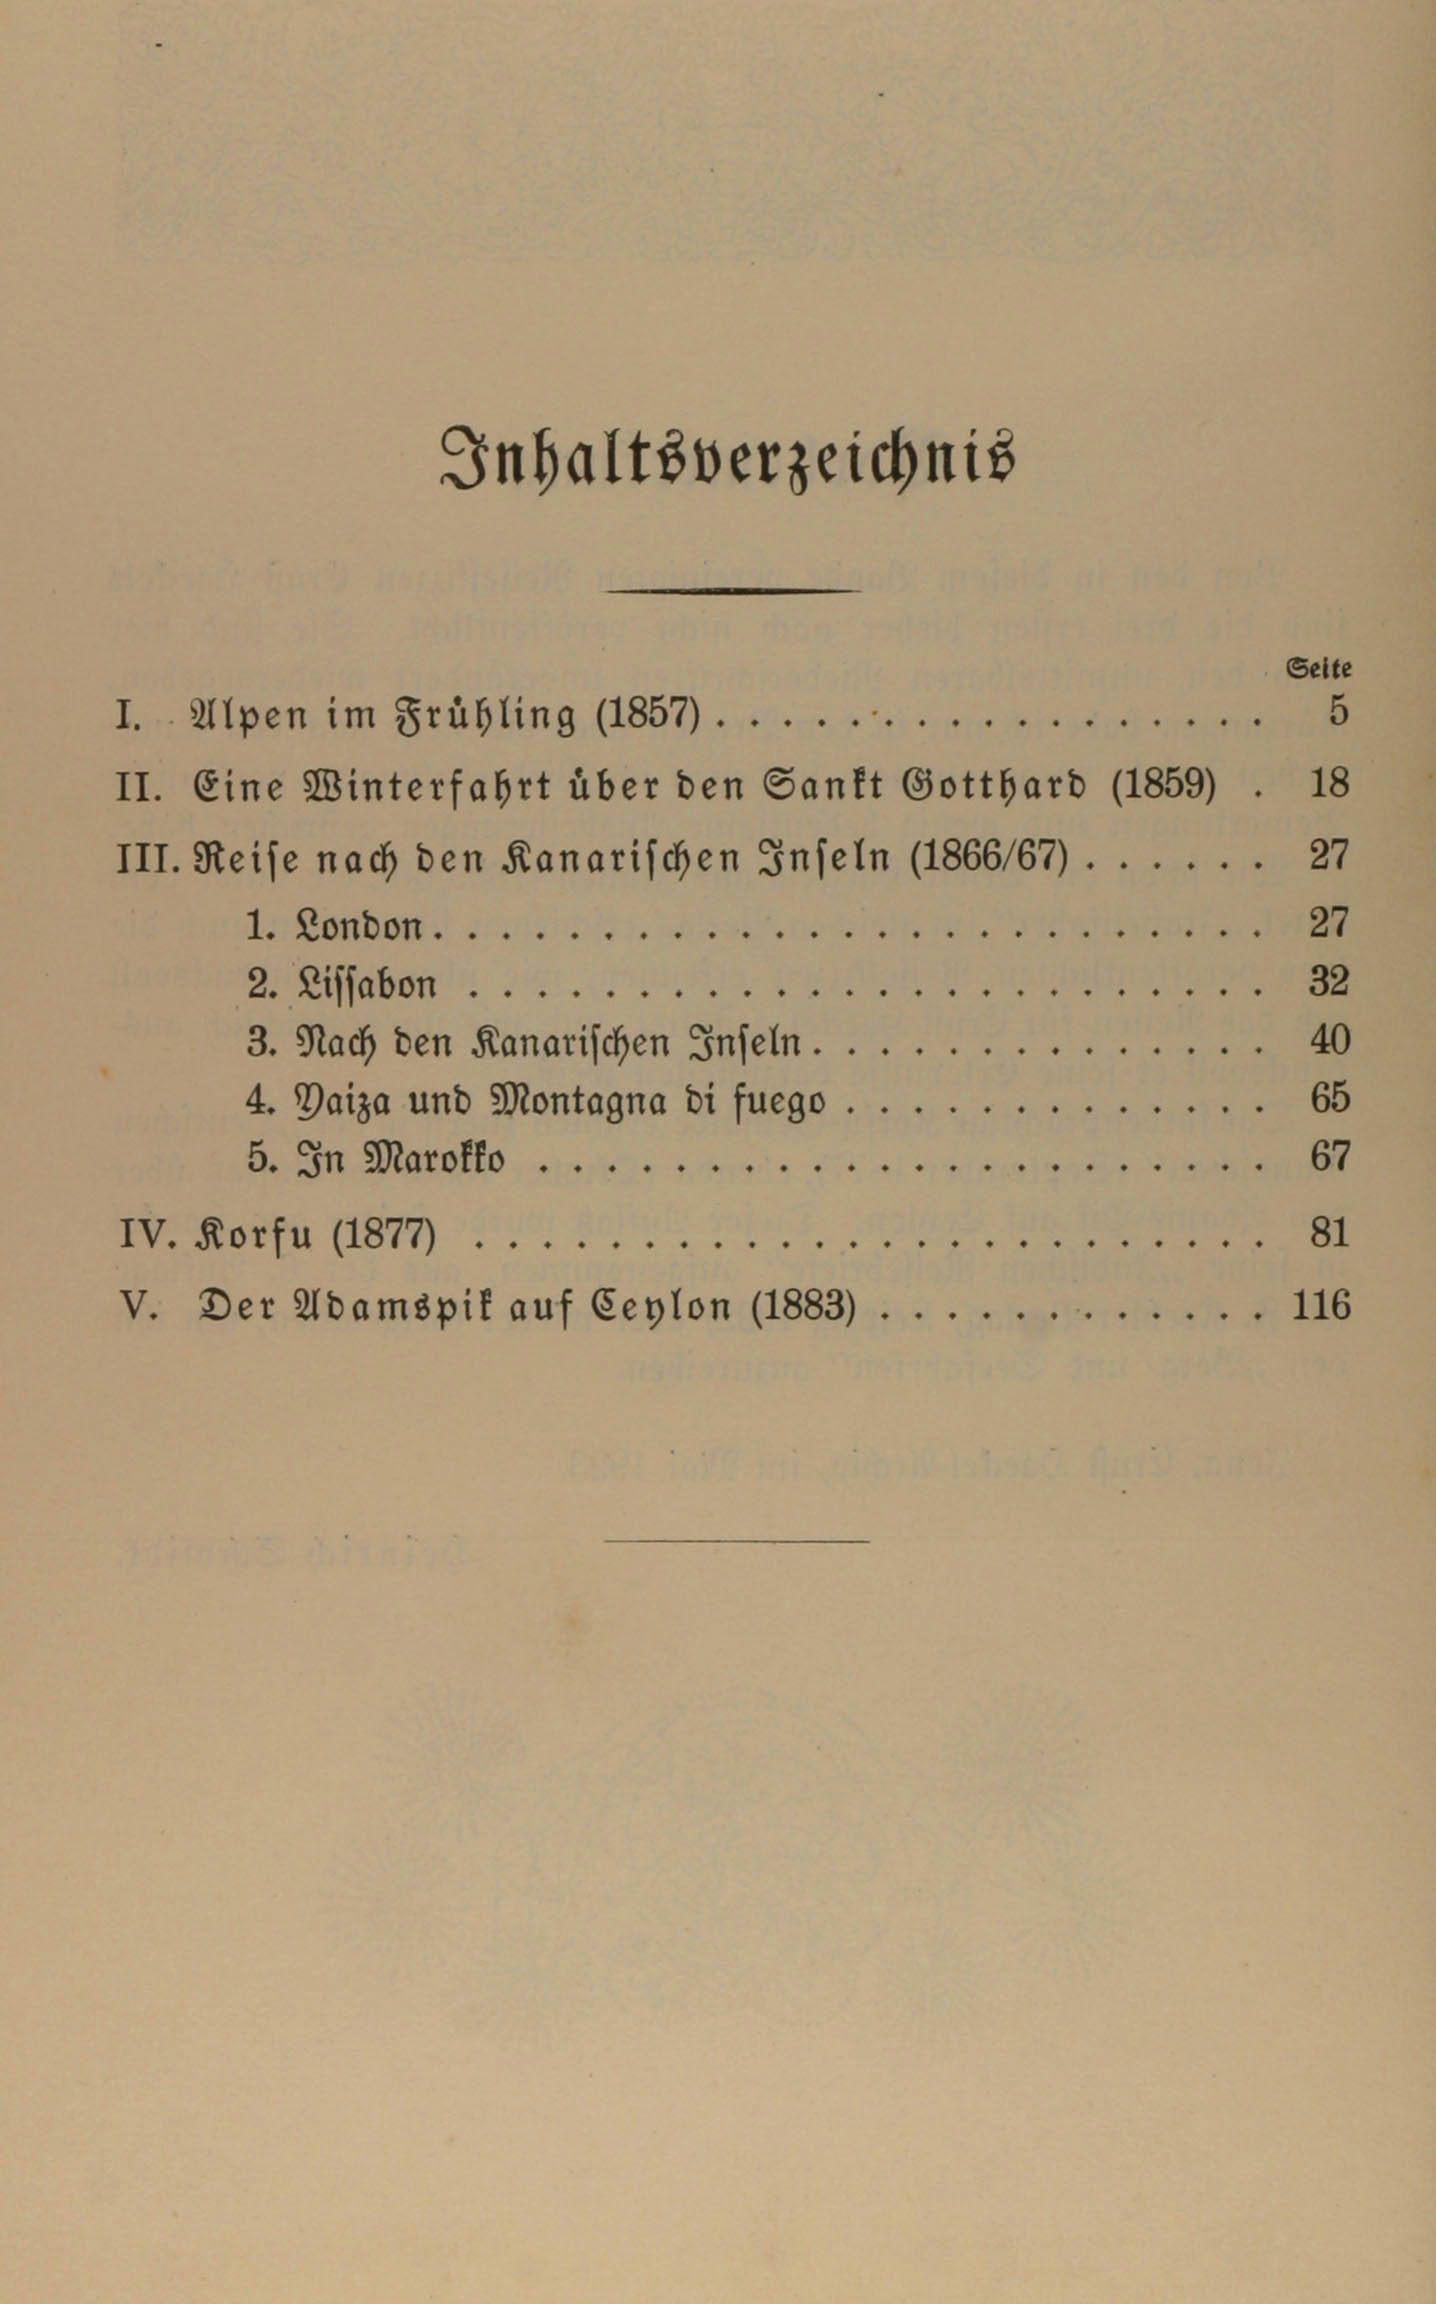 Inhaltsverzeichnis
Seite
I. Alpen im Frühling (1857) . . . . . . . . . . . . . . . . . 5
II. Eine Winterfahrt über den Sankt Gotthard (1859) . 18
III. Reise nach den Kanarischen Inseln (1866/67) . . . . . . 27
1. London . . . . . . . . . . . . . . . . . . . . . . . . . 27
2. Lissabon . . . . . . . . . . . . . . . . . . . . . . . . 32
3. Nach den Kanarischen Inseln . . . . . . . . . . . . . . 40
4. Yaiza und Montagna di fuego . . . . . . . . . . . . . 65
5. In Marokko . . . . . . . . . . . . . . . . . . . . . . 67
IV. Korfu (1877) . . . . . . . . . . . . . . . . . . . . . . . . 81
V. Der Adamspik auf Ceylon (1883) . . . . . . . . . . . . 116